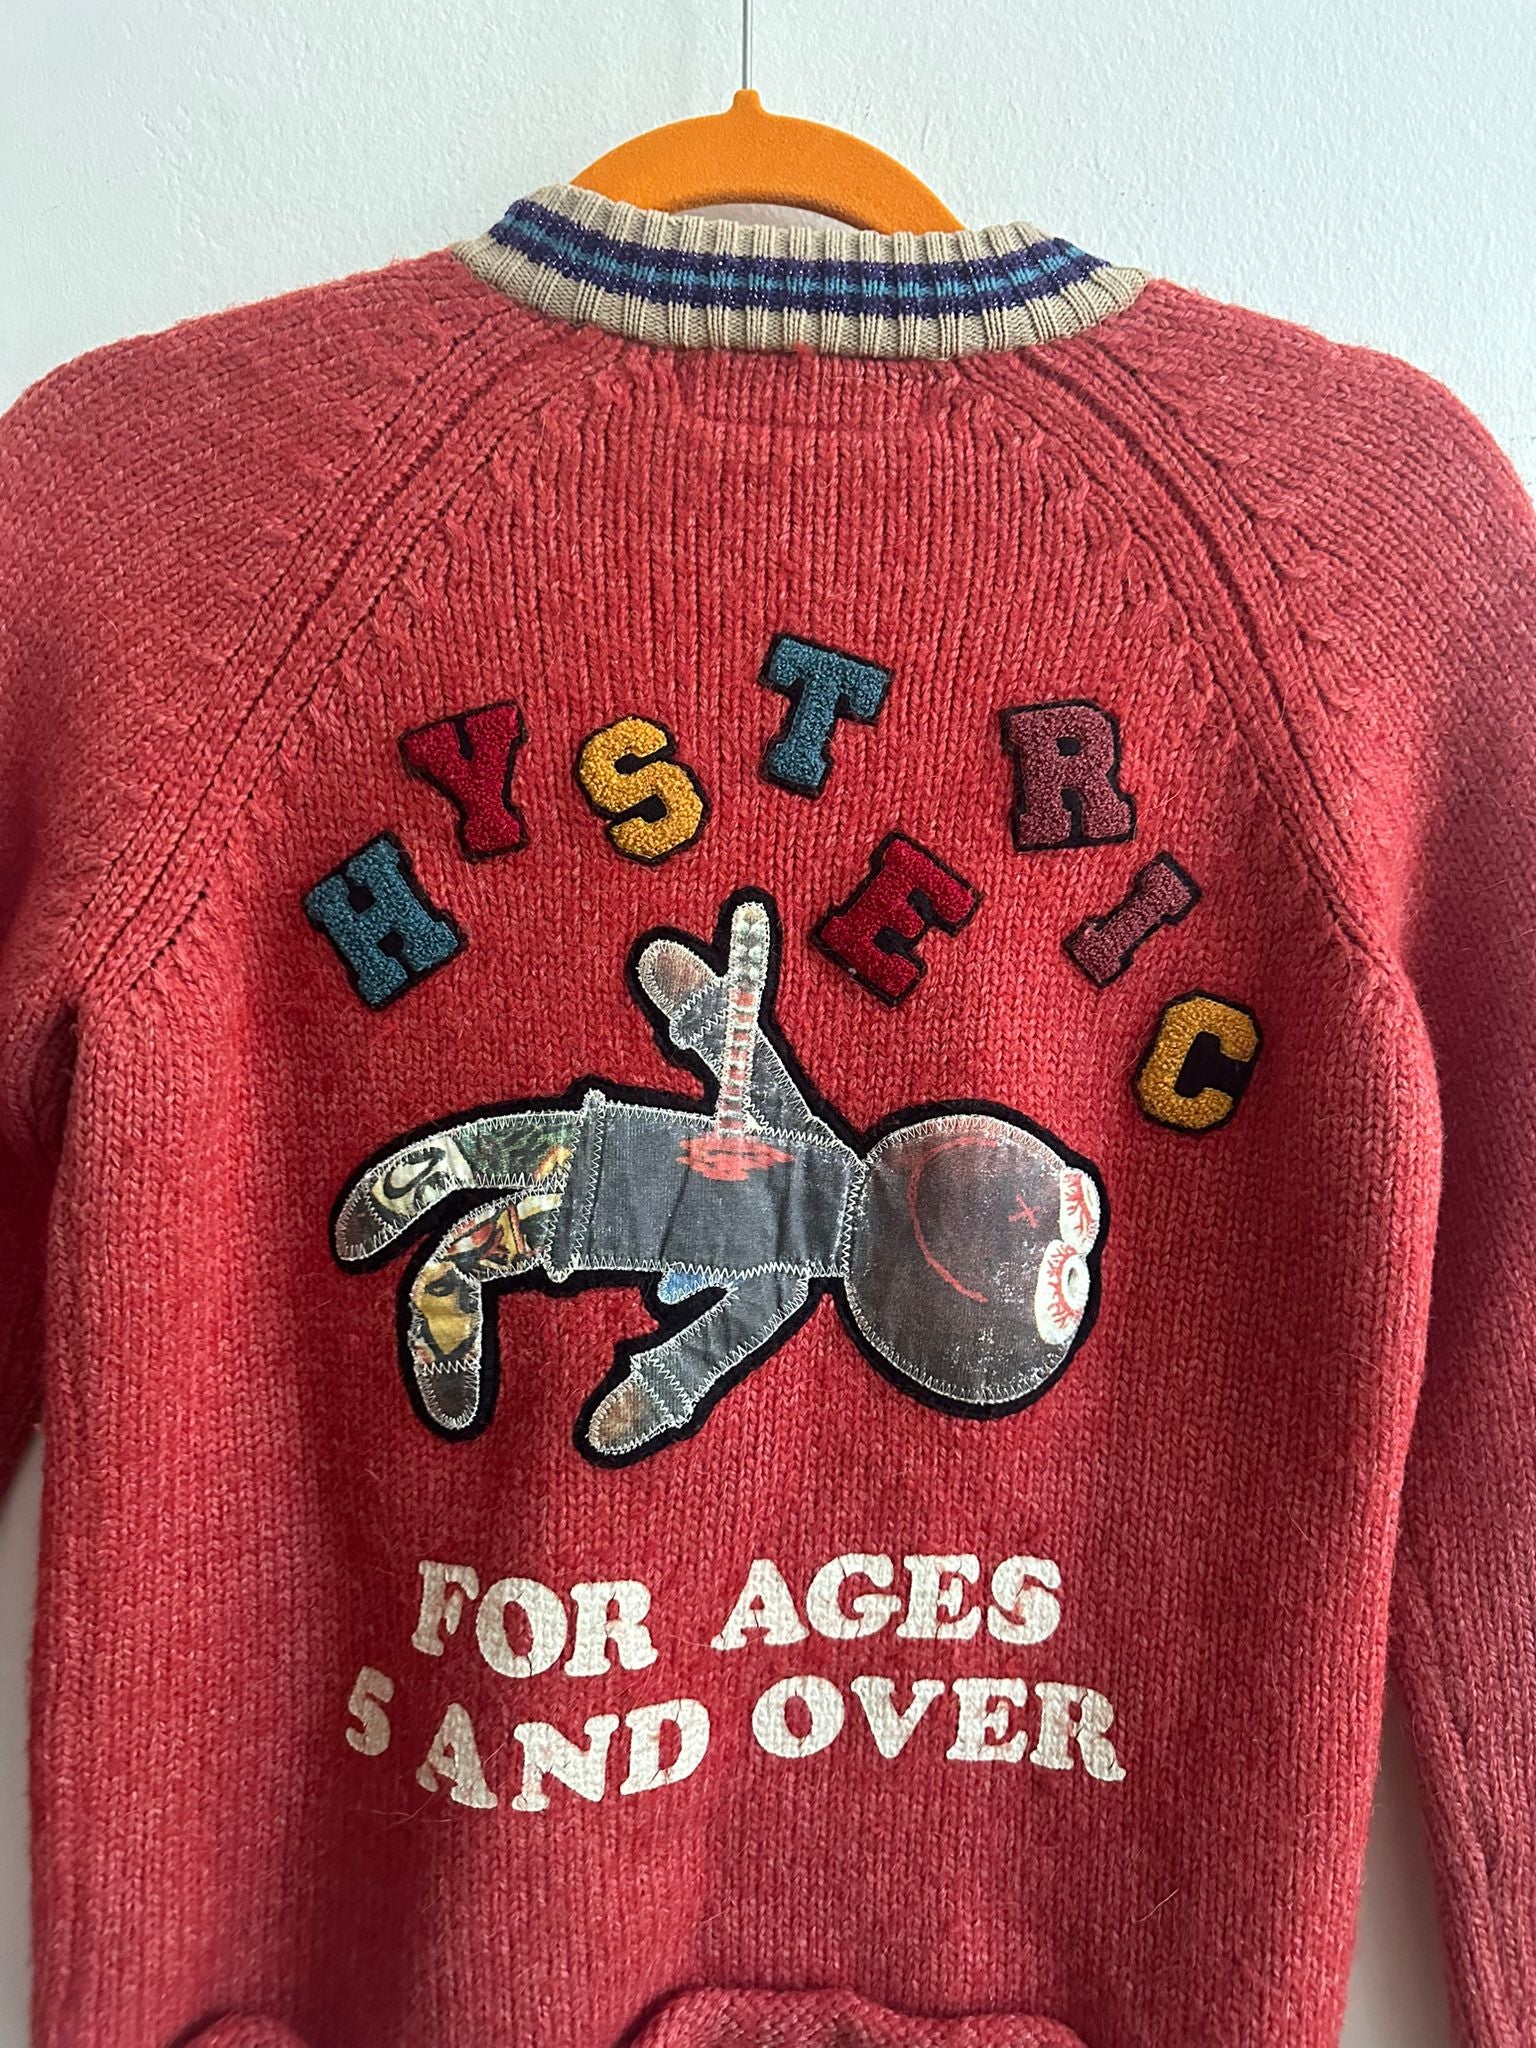 HYSTERIC
FOR AGES
5 AND OVER